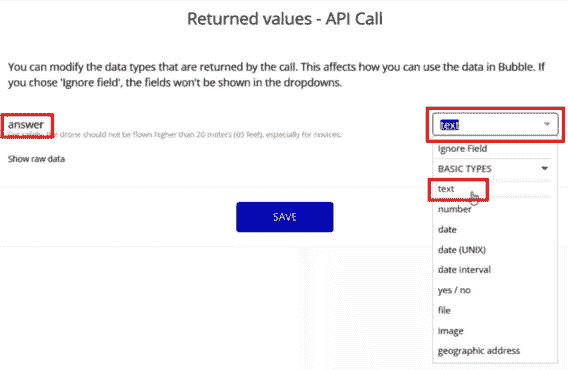 Returned values - API Call
You can modify the data types that are returned by the call. This affects how you can use the data in Bubble. If
you chose 'Ignore field', the fields won't be shown in the dropdowns.
answer
For safety, the drone should not be flown higher than 20 meters (65 feet), especially for novices.
Show raw data
SAVE
text
Ignore Field
BASIC TYPES
text
number
date
date (UNIX)
date interval
yes / no
file
image
geographic address